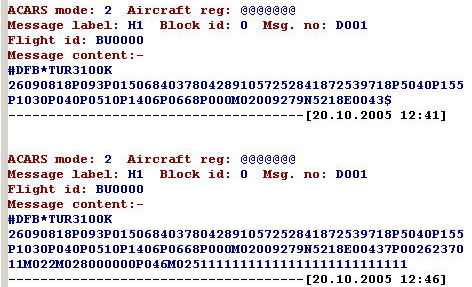 ACARS mode: 2 Aircraft reg: @@@@@@@
Message label: H1 Block id: 0 Msg. no: D001
Flight id: BU0000
Message content:-
#DFB*TUR3100K
26090818P093P01506840378042891057252841872539718P5040P155
P1030P040P0510P1406P0668P000M02009279N5218E0043$
----------------------------------[20.10.2005 12:41]
ACARS mode: 2 Aircraft reg: @@@@@@@
Message label: H1 Block id: 0 Msg. no: D001
Flight id: BU0000
Message content:-
#DFB*TUR3100K
26090818P093P01506840378042891057252841872539718P5040P155
P1030P040P0510P1406P0668P000M02009279N5218E00437P00262370
11M022M028000000P046M0251111111111111111111111111
----------------------------------[20.10.2005 12:46]